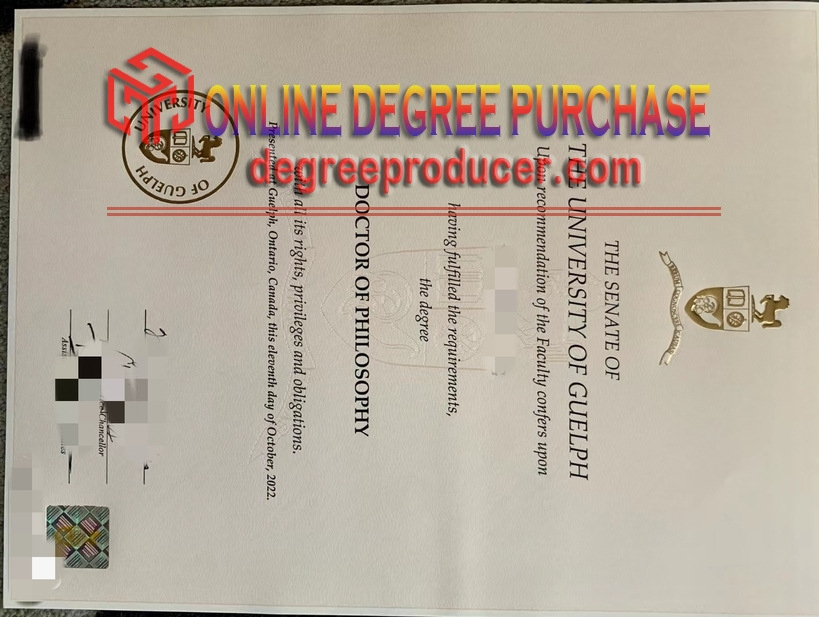 ONLINE DEGREE PURCHASE
degreeproducer.com
THE SENATE OF
THE UNIVERSITY OF GUELPH
Upon recommendation of the Faculty confers upon
having fulfilled the requirements,
the degree
DOCTOR OF PHILOSOPHY
with all its rights, privileges and obligations.
Presented at Guelph, Ontario, Canada, this eleventh day of October, 2022.
UNIVERSITY
OF GUELPH
Chancellor